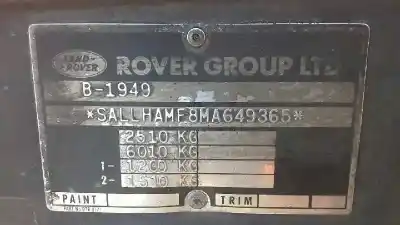 LAND-
ROVER
ROVER GROUP LTD
B-1949
*SALLHAMF8MA649365*
2510 KG
6010 KG
1- 1200 KG
2- 1510 KG
PAINT TRIM